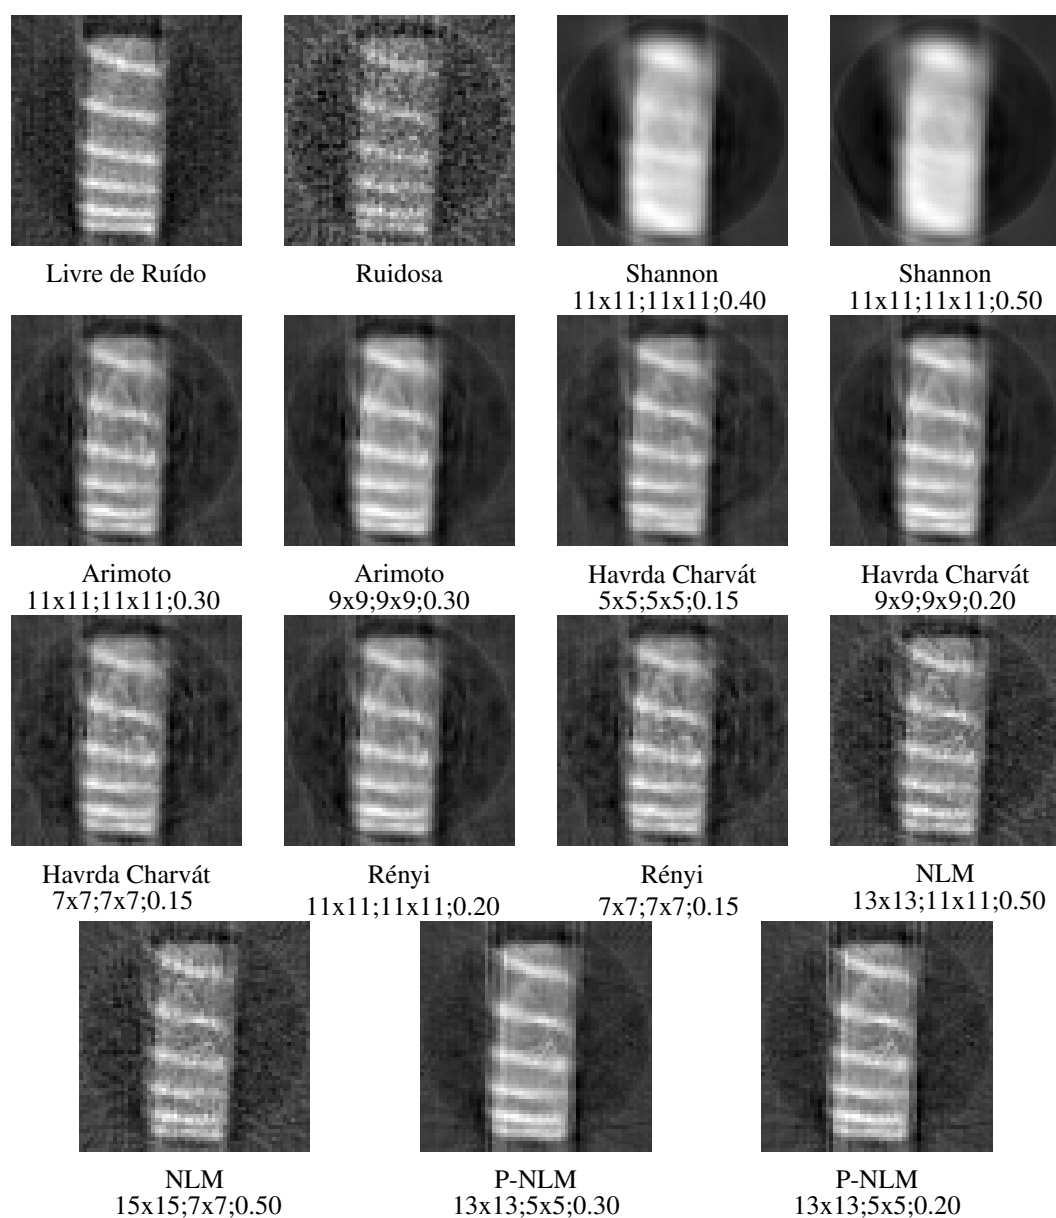 Livre de Ruído
Ruidosa
Shannon
11x11;11x11;0.40
Shannon
11x11;11x11;0.50
Arimoto
11x11;11x11;0.30
Arimoto
9x9;9x9;0.30
Havrda Charvát
5x5;5x5;0.15
Havrda Charvát
9x9;9x9;0.20
Havrda Charvát
7x7;7x7;0.15
Rényi
11x11;11x11;0.20
Rényi
7x7;7x7;0.15
NLM
13x13;11x11;0.50
NLM
15x15;7x7;0.50
P-NLM
13x13;5x5;0.30
P-NLM
13x13;5x5;0.20